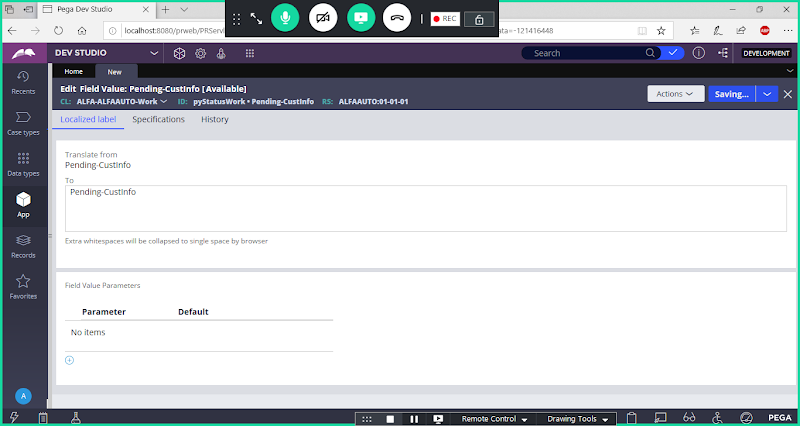 Pega Dev Studio
REC
localhost:8080/prweb/PRServl
ata=-121416448
ABP
DEV STUDIO
Search
DEVELOPMENT
Home
New
Recents
Case types
Data types
App
Records
Favorites
A
Edit Field Value: Pending-CustInfo [Available]
CL: ALFA-ALFAAUTO-Work
ID: pyStatusWork • Pending-CustInfo
RS: ALFAAUTO:01-01-01
Actions
Saving...
Localized label
Specifications
History
Translate from
Pending-CustInfo
To
Pending-CustInfo
Extra whitespaces will be collapsed to single space by browser
Field Value Parameters
Parameter
Default
No items
Remote Control
Drawing Tools
PEGA